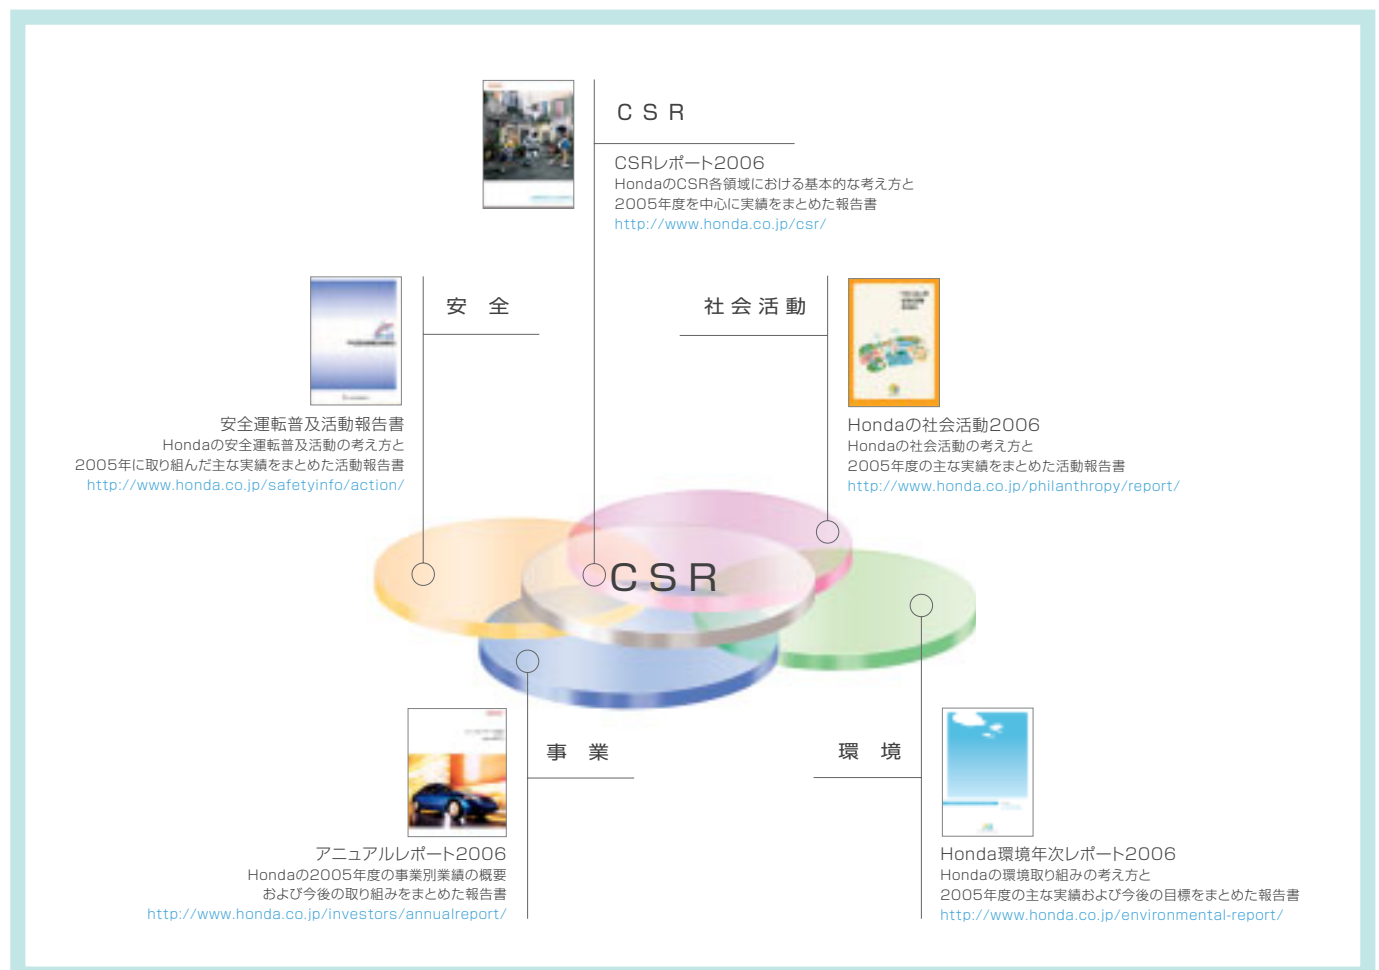 CSR
CSRレポート2006
HondaのCSR各領域における基本的な考え方と
2005年度を中心に実績をまとめた報告書
http://www.honda.co.jp/csr/
安全
安全運転普及活動報告書
Hondaの安全運転普及活動の考え方と
2005年に取り組んだ主な実績をまとめた活動報告書
http://www.honda.co.jp/safetyinfo/action/
社会活動
Hondaの社会活動2006
Hondaの社会活動の考え方と
2005年度の主な実績をまとめた活動報告書
http://www.honda.co.jp/philanthropy/report/
CSR
事業
アニュアルレポート2006
Hondaの2005年度の事業別業績の概要
および今後の取り組みをまとめた報告書
http://www.honda.co.jp/investors/annualreport/
環境
Honda環境年次レポート2006
Hondaの環境取り組みの考え方と
2005年度の主な実績および今後の目標をまとめた報告書
http://www.honda.co.jp/environmental-report/